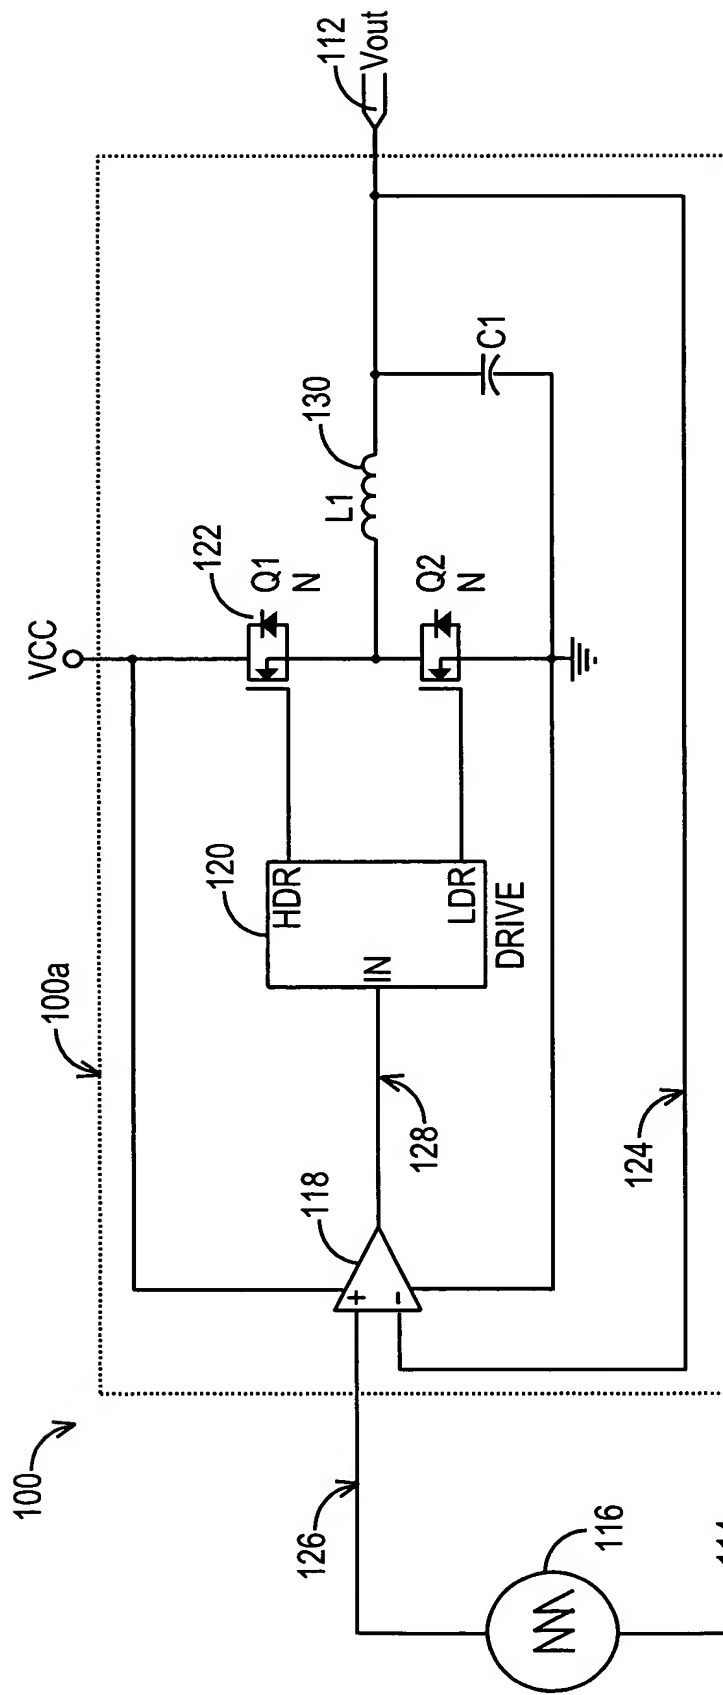 100
100a
VCC
126
116
118
+
-
128
120
HDR
IN
LDR
DRIVE
122
Q1
N
Q2
N
L1
130
C1
124
112
Vout